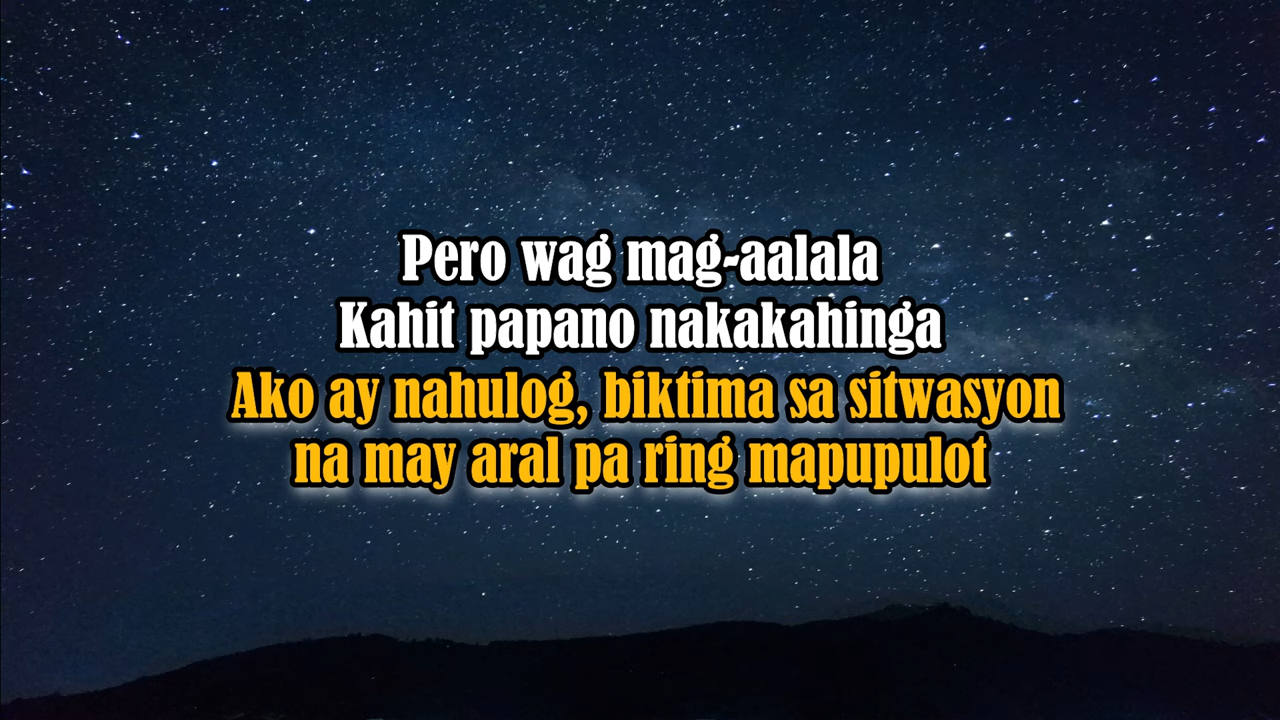 Pero wag mag-aalala
Kahit papano nakakahinga
Ako ay nahulog, biktima sa sitwasyon
na may aral pa ring mapupulot